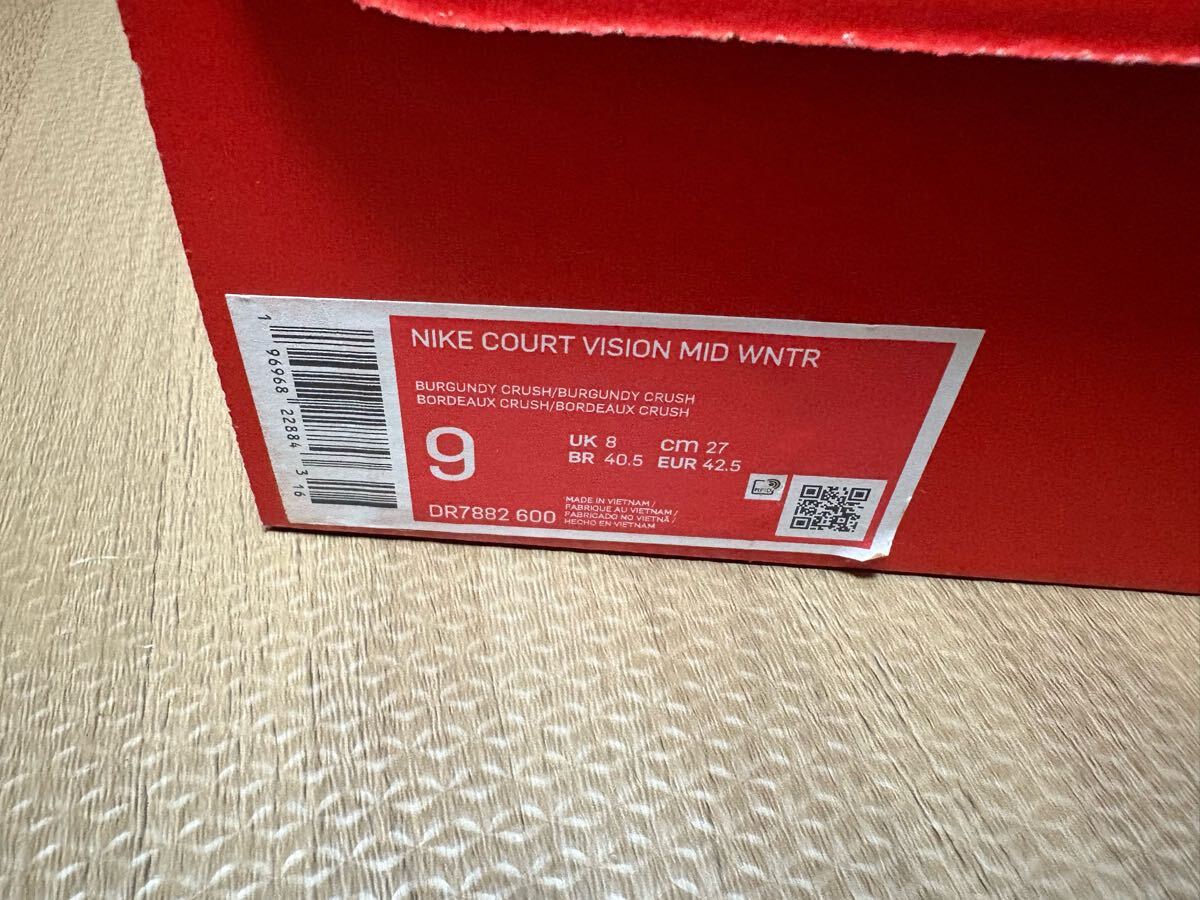 NIKE COURT VISION MID WNTR
BURGUNDY CRUSH/BURGUNDY CRUSH
BORDEAUX CRUSH/BORDEAUX CRUSH
9
UK 8 cm 27
BR 40.5 EUR 42.5
DR7882 600
MADE IN VIETNAM /
FABRIQUE AU VIETNAM /
FABRICADO NO VIETNÃ /
HECHO EN VIETNAM
RFID
1 96968 22884 3 16